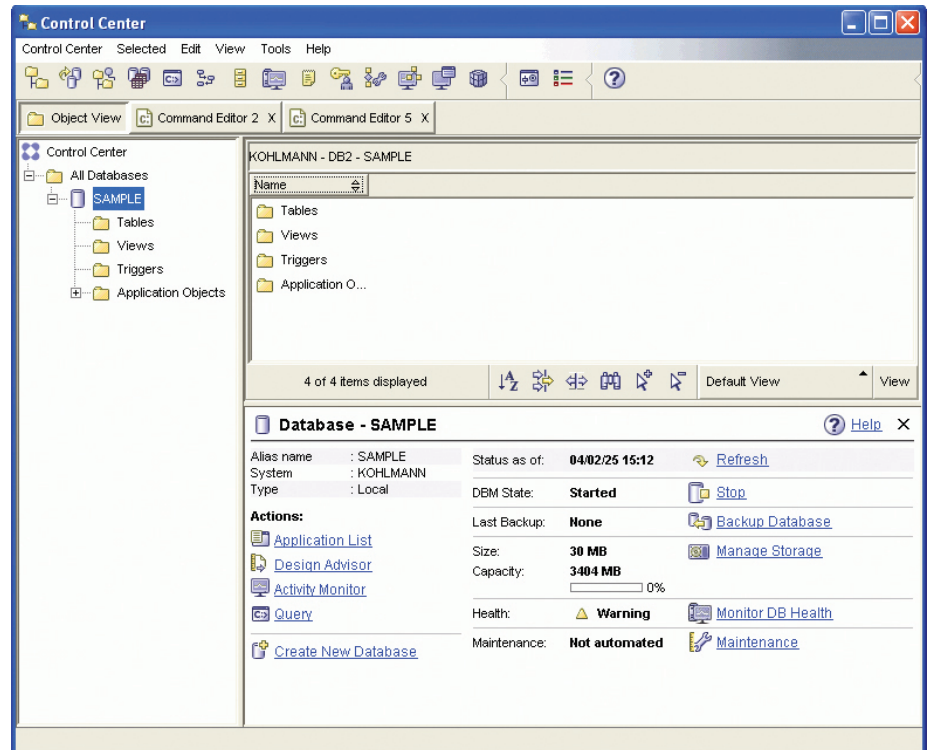 Control Center
Control Center Selected Edit View Tools Help
Object View Command Editor 2 X Command Editor 5 X
Control Center
All Databases
SAMPLE
Tables
Views
Triggers
Application Objects
KOHLMANN - DB2 - SAMPLE
Name
Tables
Views
Triggers
Application O...
4 of 4 items displayed Default View View
Database - SAMPLE Help X
Alias name : SAMPLE
System : KOHLMANN
Type : Local
Actions:
Application List
Design Advisor
Activity Monitor
Query
Create New Database
Status as of: 04/02/25 15:12 Refresh
DBM State: Started Stop
Last Backup: None Backup Database
Size: 30 MB Manage Storage
Capacity: 3404 MB
0%
Health: Warning Monitor DB Health
Maintenance: Not automated Maintenance